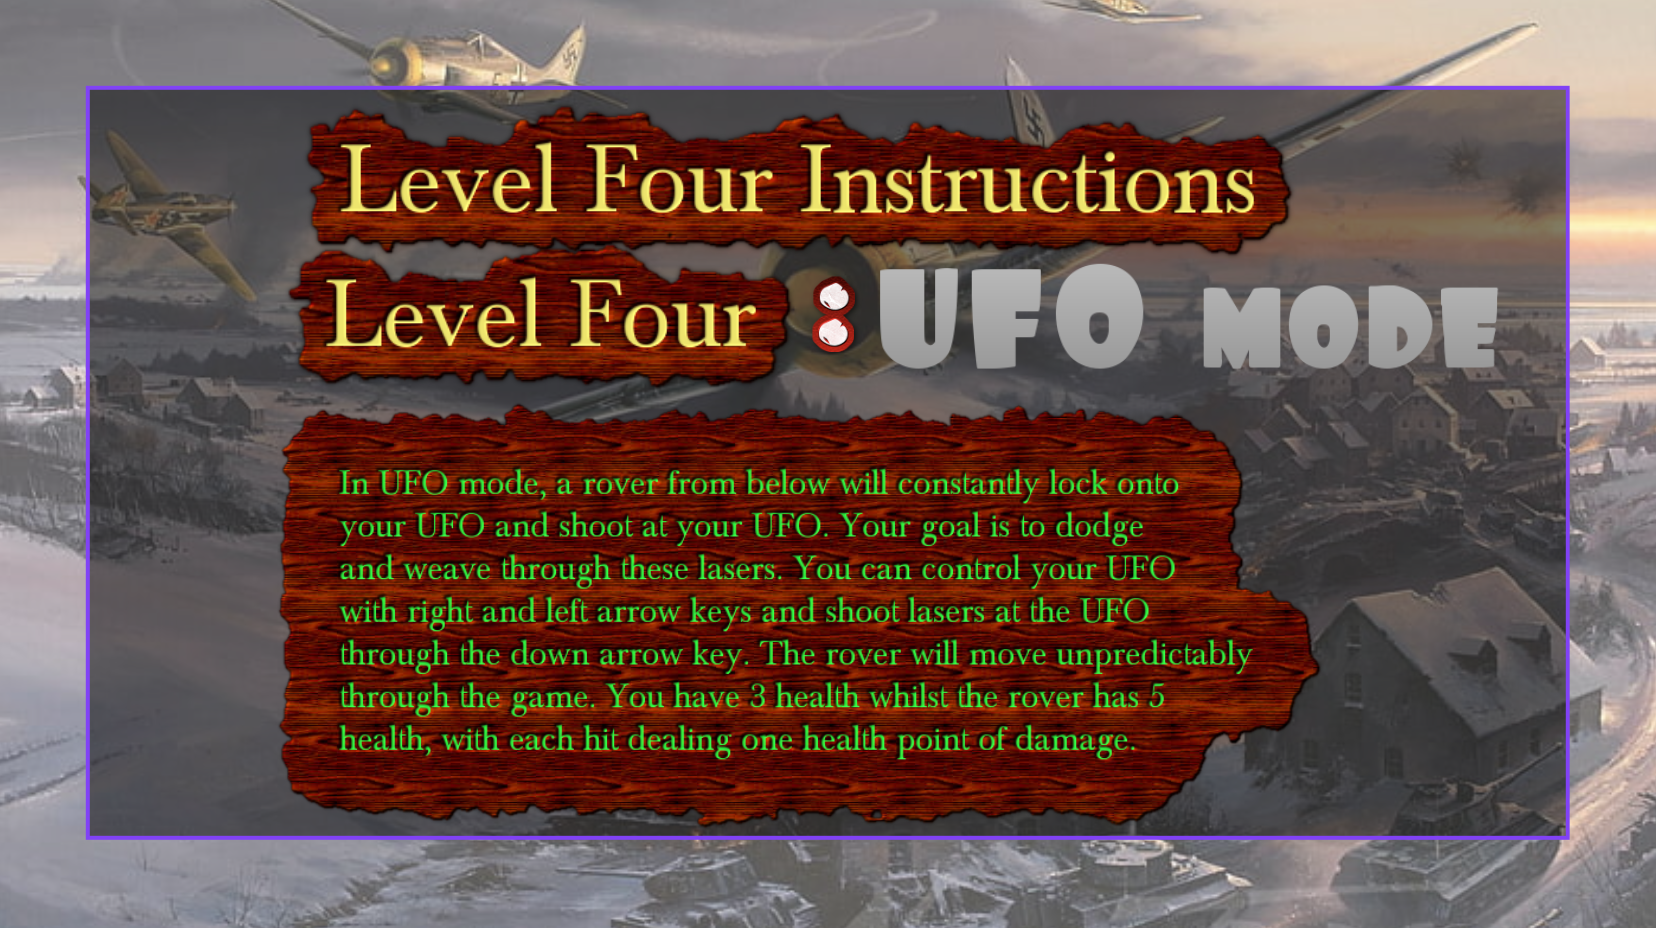 Level Four Instructions
Level Four : UFO MODE
In UFO mode, a rover from below will constantly lock onto
your UFO and shoot at your UFO. Your goal is to dodge
and weave through these lasers. You can control your UFO
with right and left arrow keys and shoot lasers at the UFO
through the down arrow key. The rover will move unpredictably
through the game. You have 3 health whilst the rover has 5
health, with each hit dealing one health point of damage.